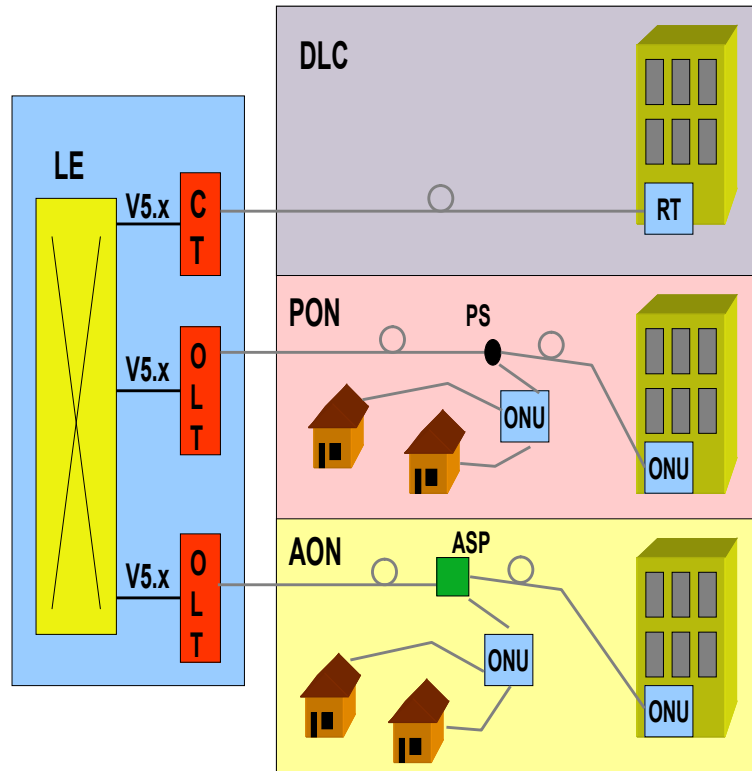 DLC
LE
V5.x
C
T
RT
PON
PS
V5.x
O
L
T
ONU
ONU
AON
ASP
V5.x
O
L
T
ONU
ONU